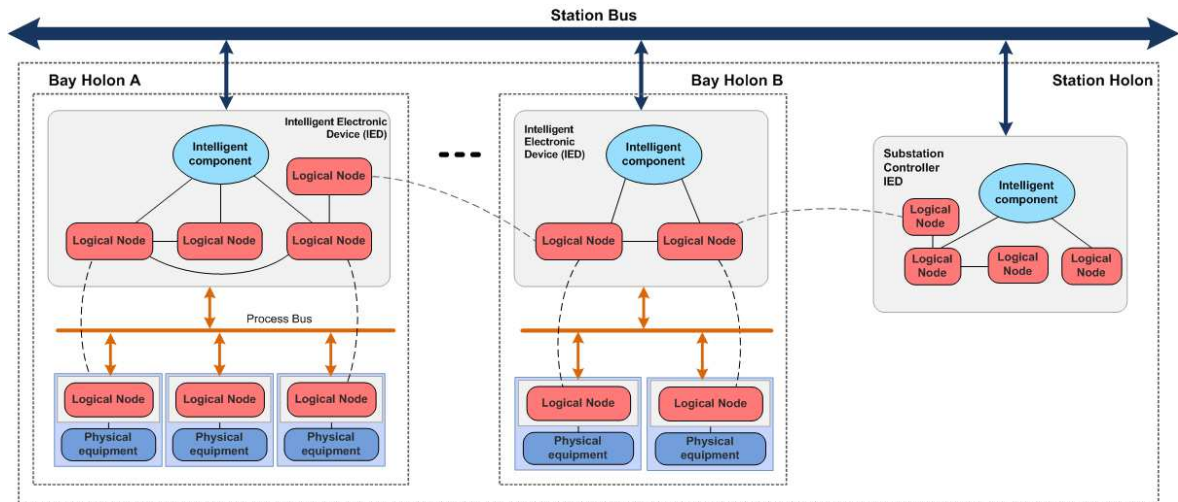 Station Bus
Bay Holon A
Bay Holon B
Station Holon
Intelligent Electronic
Device (IED)
Intelligent
component
Logical Node
Logical Node
Logical Node
Logical Node
Process Bus
Logical Node
Logical Node
Logical Node
Physical
equipment
Physical
equipment
Physical
equipment
Intelligent
Electronic
Device (IED)
Intelligent
component
Logical Node
Logical Node
Process Bus
Logical Node
Logical Node
Physical
equipment
Physical
equipment
Substation
Controller
IED
Intelligent
component
Logical
Node
Logical
Node
Logical
Node
Logical
Node